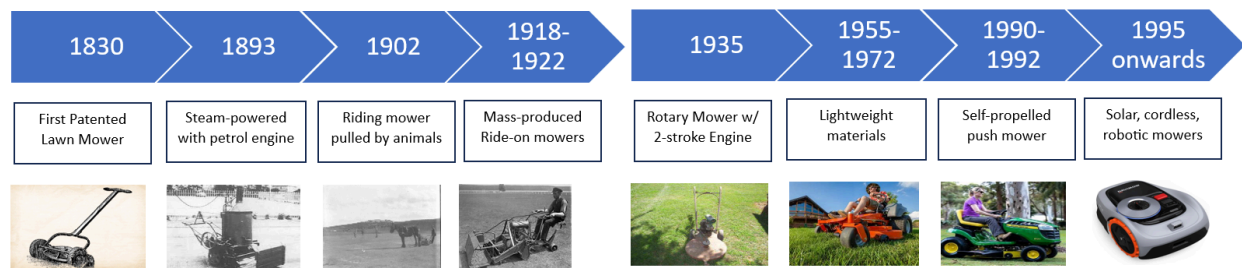 1830
1893
1902
1918-
1922
1935
1955-
1972
1990-
1992
1995
onwards
First Patented
Lawn Mower
Steam-powered
with petrol engine
Riding mower
pulled by animals
Mass-produced
Ride-on mowers
Rotary Mower w/
2-stroke Engine
Lightweight
materials
Self-propelled
push mower
Solar, cordless,
robotic mowers